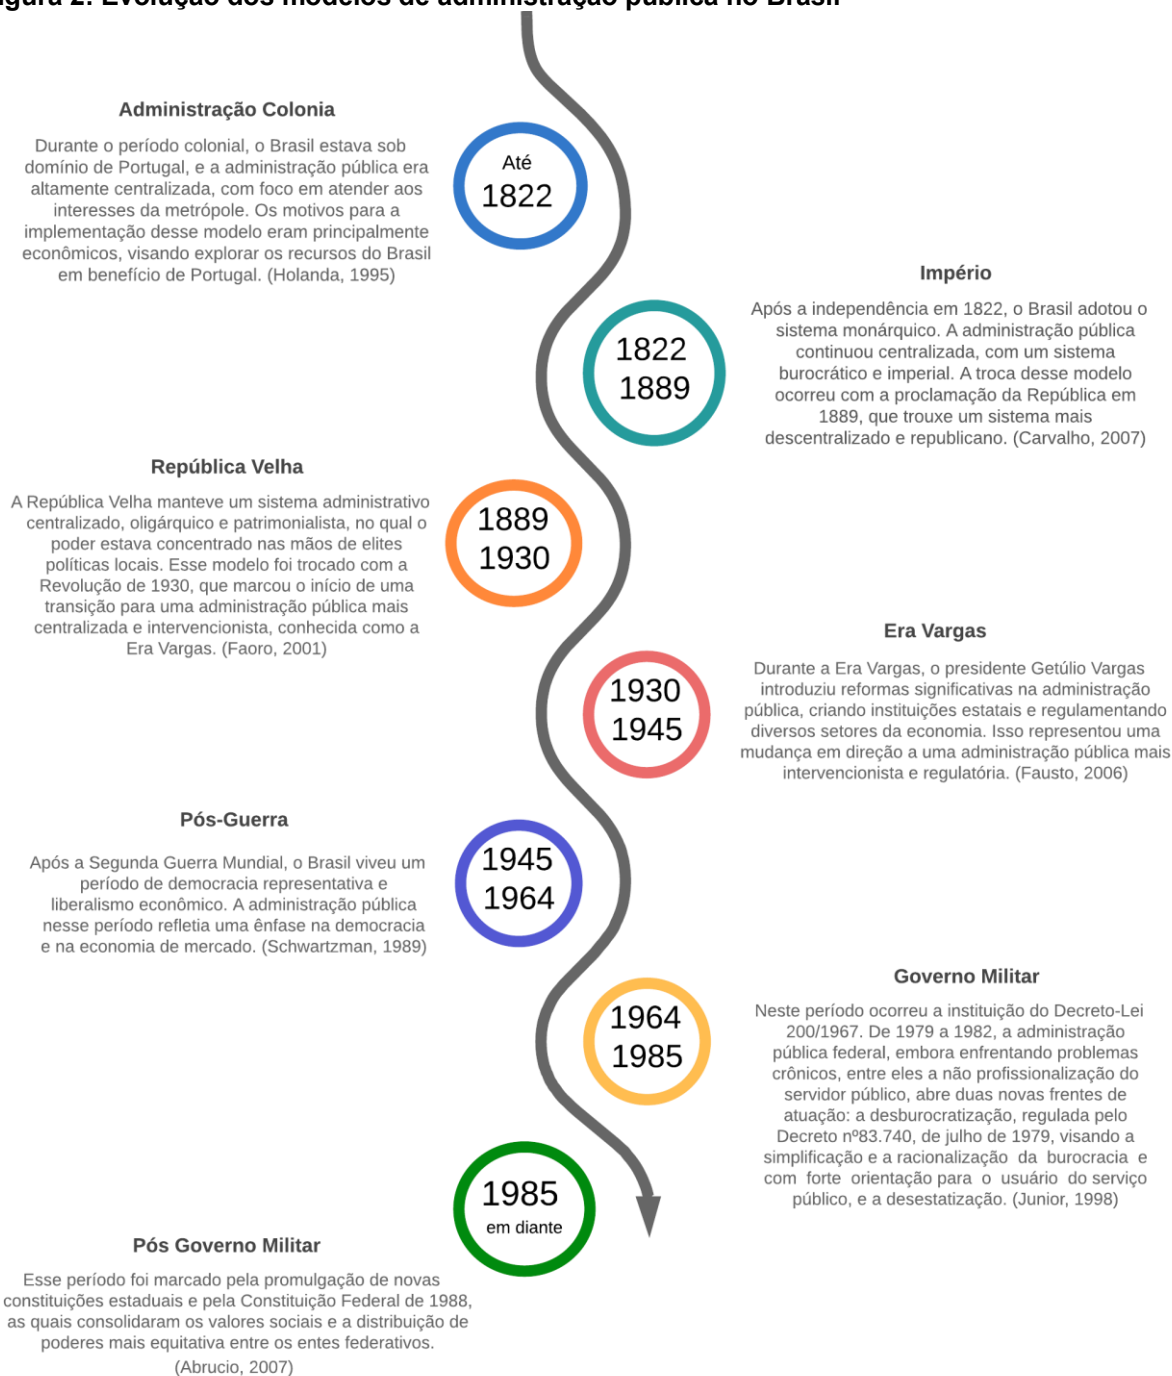 gura 2: Evolução dos modelos de administração pública no Brasil
Administração Colonia
Durante o período colonial, o Brasil estava sob
domínio de Portugal, e a administração pública era
altamente centralizada, com foco em atender aos
interesses da metrópole. Os motivos para a
implementação desse modelo eram principalmente
econômicos, visando explorar os recursos do Brasil
em benefício de Portugal. (Holanda, 1995)
Até
1822
Império
Após a independência em 1822, o Brasil adotou o
sistema monárquico. A administração pública
continuou centralizada, com um sistema
burocrático e imperial. A troca desse modelo
ocorreu com a proclamação da República em
1889, que trouxe um sistema mais
descentralizado e republicano. (Carvalho, 2007)
1822
1889
República Velha
A República Velha manteve um sistema administrativo
centralizado, oligárquico e patrimonialista, no qual o
poder estava concentrado nas mãos de elites
políticas locais. Esse modelo foi trocado com a
Revolução de 1930, que marcou o início de uma
transição para uma administração pública mais
centralizada e intervencionista, conhecida como a
Era Vargas. (Faoro, 2001)
1889
1930
Era Vargas
Durante a Era Vargas, o presidente Getúlio Vargas
introduziu reformas significativas na administração
pública, criando instituições estatais e regulamentando
diversos setores da economia. Isso representou uma
mudança em direção a uma administração pública mais
intervencionista e regulatória. (Fausto, 2006)
1930
1945
Pós-Guerra
Após a Segunda Guerra Mundial, o Brasil viveu um
período de democracia representativa e
liberalismo econômico. A administração pública
nesse período refletia uma ênfase na democracia
e na economia de mercado. (Schwartzman, 1989)
1945
1964
Governo Militar
Neste período ocorreu a instituição do Decreto-Lei
200/1967. De 1979 a 1982, a administração
pública federal, embora enfrentando problemas
crônicos, entre eles a não profissionalização do
servidor público, abre duas novas frentes de
atuação: a desburocratização, regulada pelo
Decreto nº83.740, de julho de 1979, visando a
simplificação e a racionalização da burocracia e
com forte orientação para o usuário do serviço
público, e a desestatização. (Junior, 1998)
1964
1985
1985
em diante
Pós Governo Militar
Esse período foi marcado pela promulgação de novas
constituições estaduais e pela Constituição Federal de 1988,
as quais consolidaram os valores sociais e a distribuição de
poderes mais equitativa entre os entes federativos.
(Abrucio, 2007)